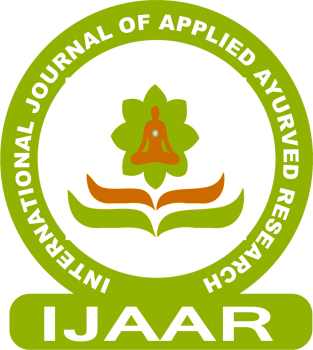 INTERNATIONAL JOURNAL OF APPLIED AYURVED RESEARCH
IJAAR